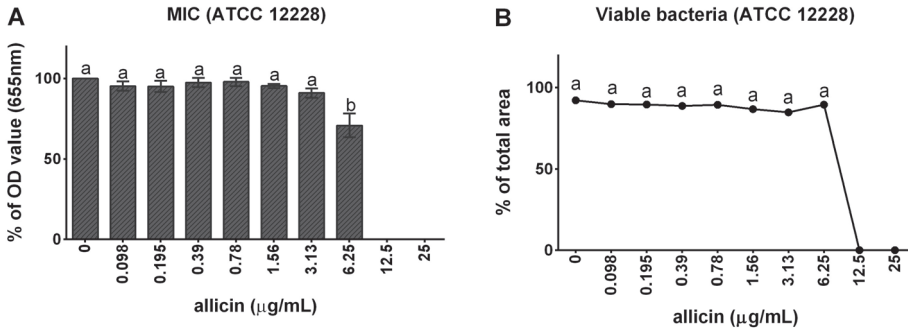 A
MIC (ATCC 12228)
% of OD value (655nm)
100
50
0
a a a a a a a b
0 0.098 0.195 0.39 0.78 1.56 3.13 6.25 12.5 25
allicin (μg/mL)
B
Viable bacteria (ATCC 12228)
% of total area
100
50
0
a a a a a a a a
0 0.098 0.195 0.39 0.78 1.56 3.13 6.25 12.5 25
allicin (μg/mL)